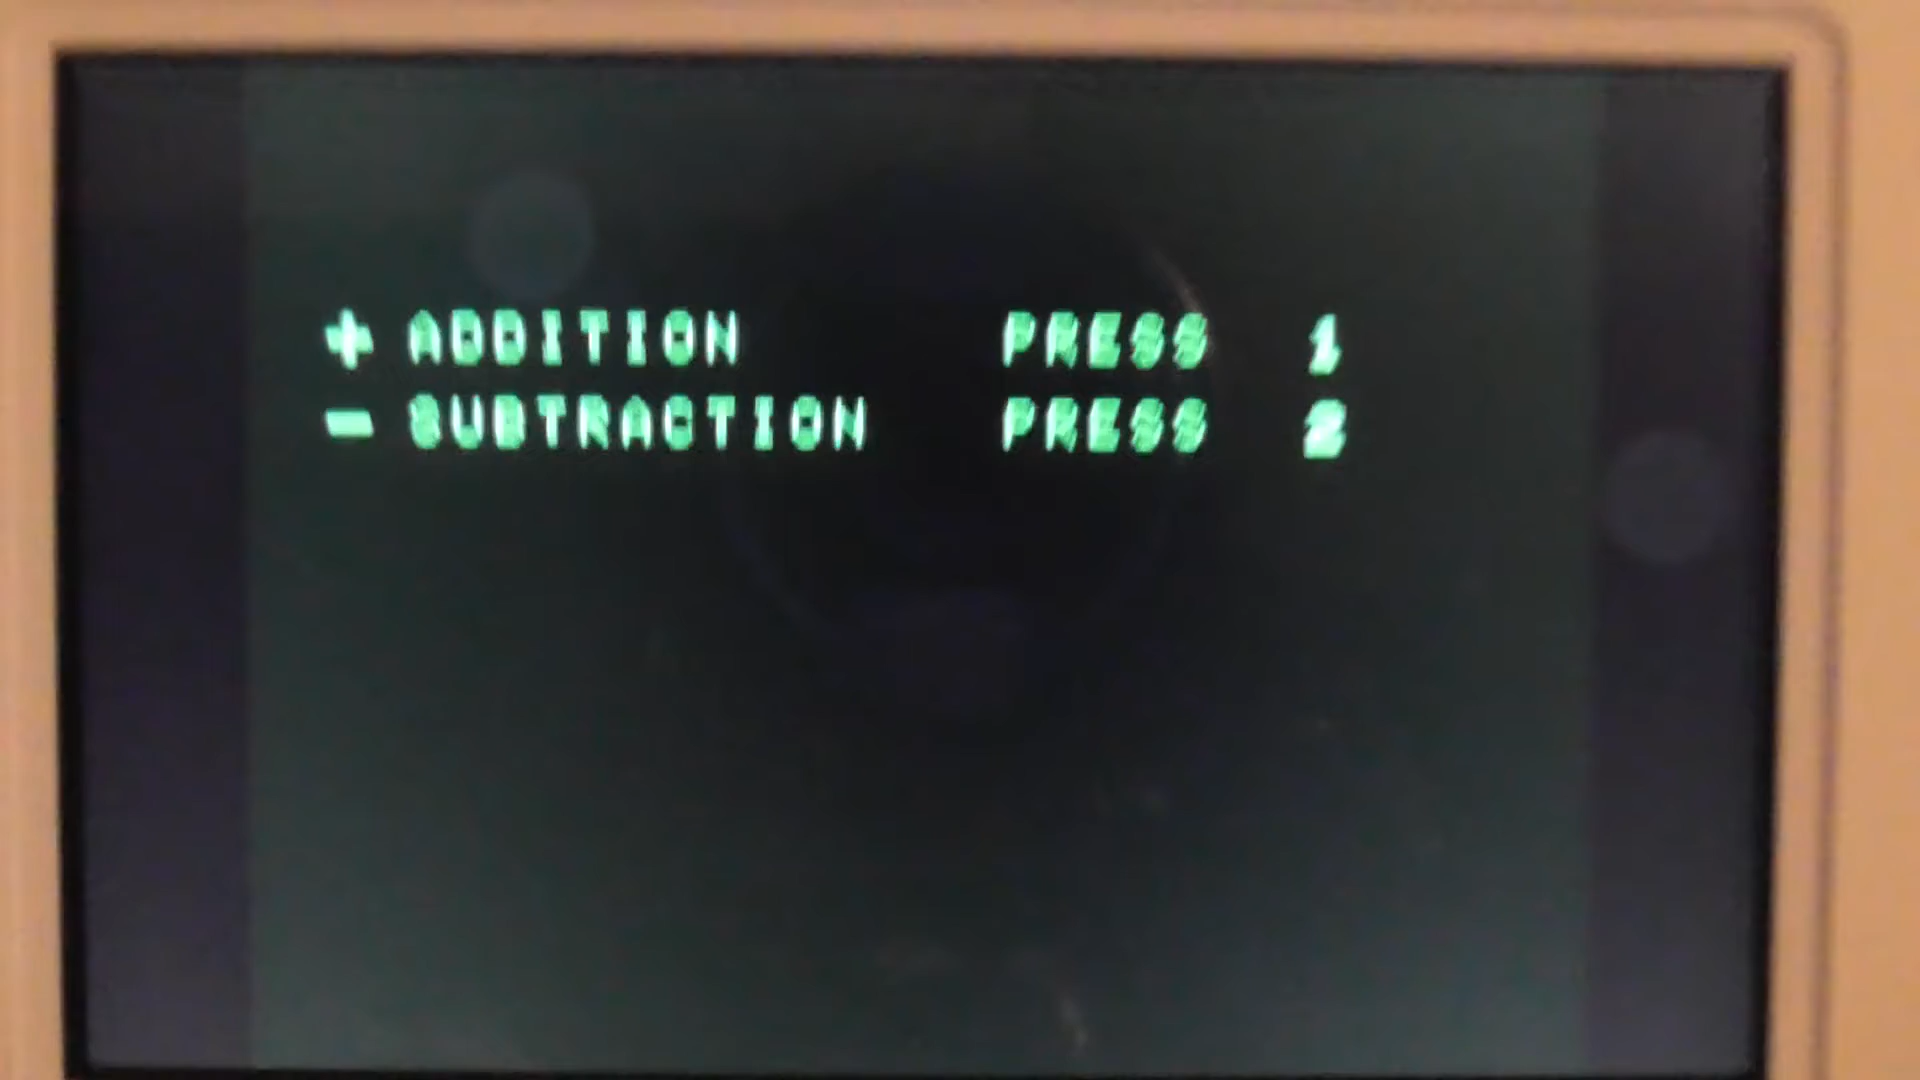 + ADDITION PRESS 1
- SUBTRACTION PRESS 2